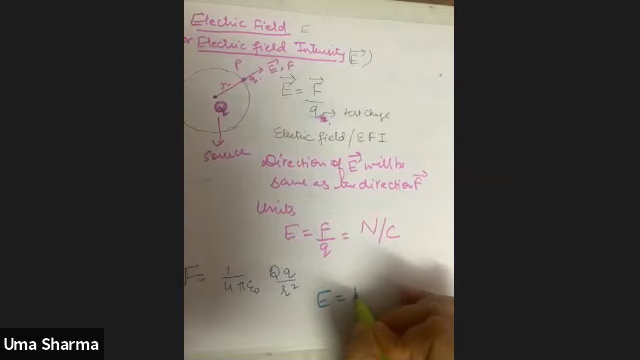 Electric Field E
or Electric field Intensity (E)
P E, F
r q.
Q
source
E = F / q → test charge
Electric field / EFI
Direction of E will be
same as the direction F
Units
E = F / q = N/C
F = 1 / 4πε₀ Qq / r²
E =
Uma Sharma